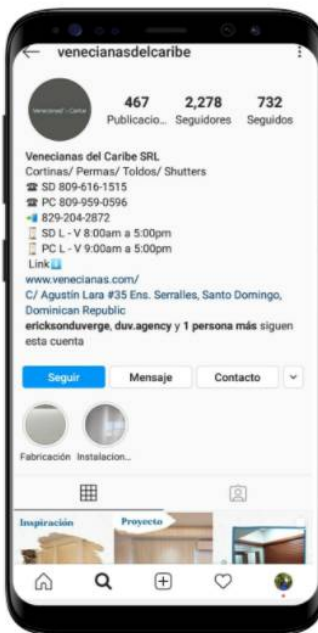 venecianasdelcaribe
467 2,278 732
Publicacio... Seguidores Seguidos
Venecianas del Caribe SRL
Cortinas/ Permas/ Toldos/ Shutters
☎ SD 809-616-1515
☎ PC 809-959-0596
📲 829-204-2872
⏳ SD L - V 8:00am a 5:00pm
⏳ PC L - V 9:00am a 5:00pm
Link⬇️
www.venecianas.com/
C/ Agustín Lara #35 Ens. Serralles, Santo Domingo,
Dominican Republic
ericksonduverge, duv.agency y 1 persona más siguen
esta cuenta
Seguir Mensaje Contacto
Fabricación Instalacion...
Inspiración Proyecto